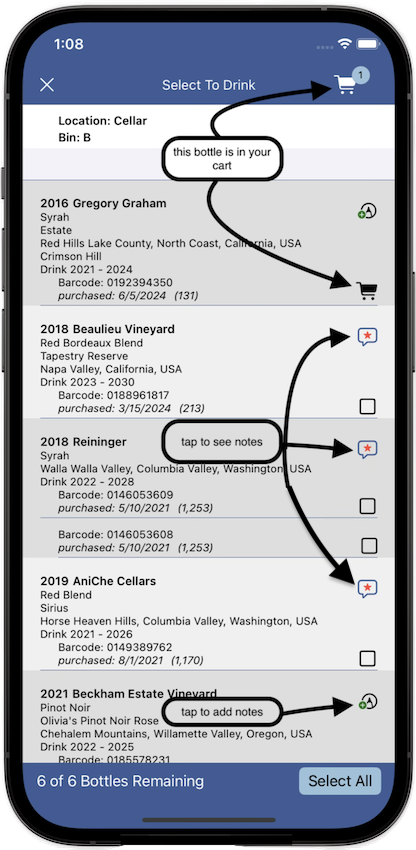 1:08
Select To Drink
1
Location: Cellar
Bin: B
this bottle is in your
cart
2016 Gregory Graham
Syrah
Estate
Red Hills Lake County, North Coast, California, USA
Crimson Hill
Drink 2021 - 2024
Barcode: 0192394350
purchased: 6/5/2024 (131)
2018 Beaulieu Vineyard
Red Bordeaux Blend
Tapestry Reserve
Napa Valley, California, USA
Drink 2023 - 2030
Barcode: 0188961817
purchased: 3/15/2024 (213)
tap to see notes
2018 Reininger
Syrah
Walla Walla Valley, Columbia Valley, Washington, USA
Drink 2022 - 2028
Barcode: 0146053609
purchased: 5/10/2021 (1,253)
Barcode: 0146053608
purchased: 5/10/2021 (1,253)
2019 AniChe Cellars
Red Blend
Sirius
Horse Heaven Hills, Columbia Valley, Washington, USA
Drink 2021 - 2026
Barcode: 0149389762
purchased: 8/1/2021 (1,170)
2021 Beckham Estate Vineyard
Pinot Noir
tap to add notes
Olivia's Pinot Noir Rose
Chehalem Mountains, Willamette Valley, Oregon, USA
Drink 2022 - 2025
Barcode: 0185578231
6 of 6 Bottles Remaining
Select All